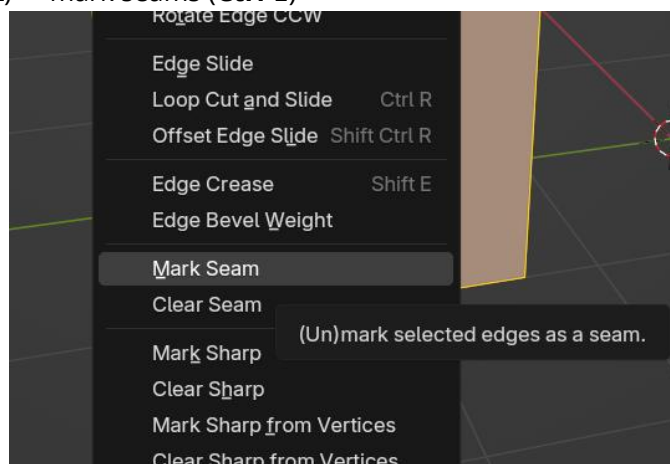 Mark Seams (Ctrl E)
Rotate Edge CCW
Edge Slide
Loop Cut and Slide Ctrl R
Offset Edge Slide Shift Ctrl R
Edge Crease Shift E
Edge Bevel Weight
Mark Seam
Clear Seam
(Un)mark selected edges as a seam.
Mark Sharp
Clear Sharp
Mark Sharp from Vertices
Clear Sharp from Vertices